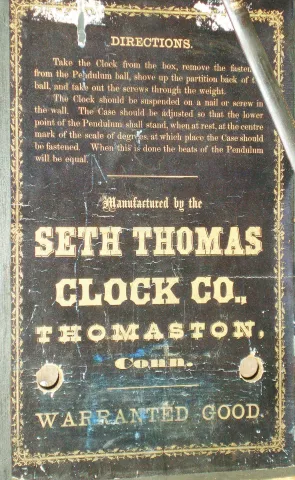 DIRECTIONS.
Take the Clock from the box, remove the
from the Pendulum ball, shove up the partition back of
ball, and take out the screws through the weight.
The Clock should be suspended on a nail or screw in
the wall. The Case should be adjusted so that the lower
point of the Pendulum shall stand, when at rest, at the centre
mark of the scale of degrees, at which place the Case should
be fastened. When this is done the beats of the Pendulum
will be equal.
Manufactured by the
SETH THOMAS
CLOCK CO.,
THOMASTON,
Conn.
WARRANTED GOOD.